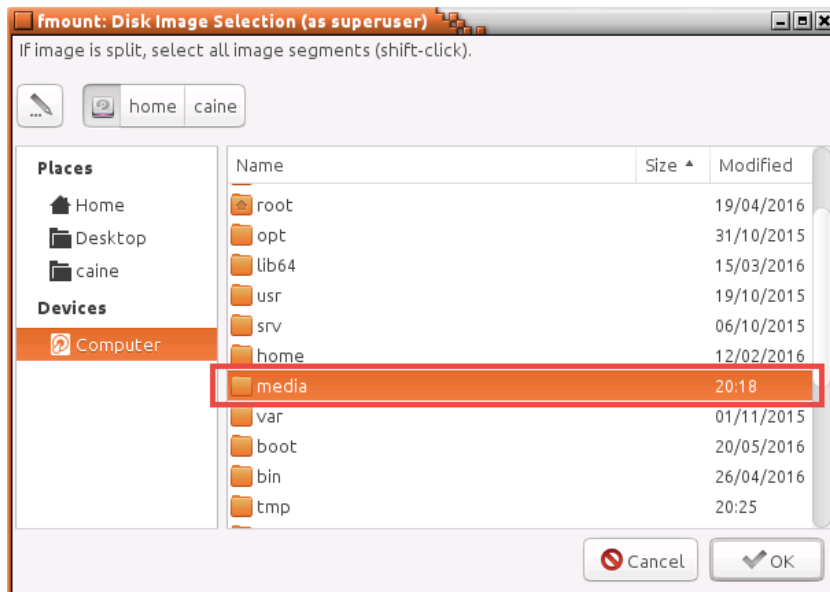 fmount: Disk Image Selection (as superuser)
If image is split, select all image segments (shift-click).
home caine
Places
Home
Desktop
caine
Devices
Computer
Name Size Modified
root 19/04/2016
opt 31/10/2015
lib64 15/03/2016
usr 19/10/2015
srv 06/10/2015
home 12/02/2016
media 20:18
var 01/11/2015
boot 20/05/2016
bin 26/04/2016
tmp 20:25
Cancel OK